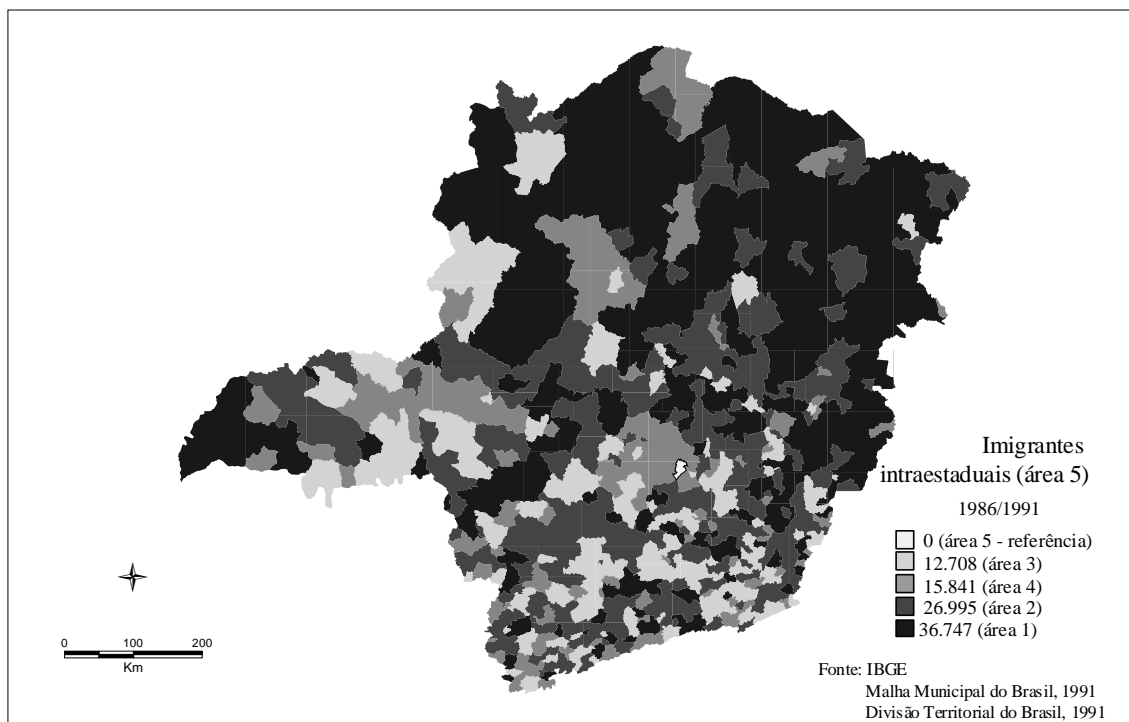 Imigrantes
intraestaduais (área 5)
1986/1991
0 (área 5 - referência)
12.708 (área 3)
15.841 (área 4)
26.995 (área 2)
36.747 (área 1)
0 100 200
Km
Fonte: IBGE
Malha Municipal do Brasil, 1991
Divisão Territorial do Brasil, 1991